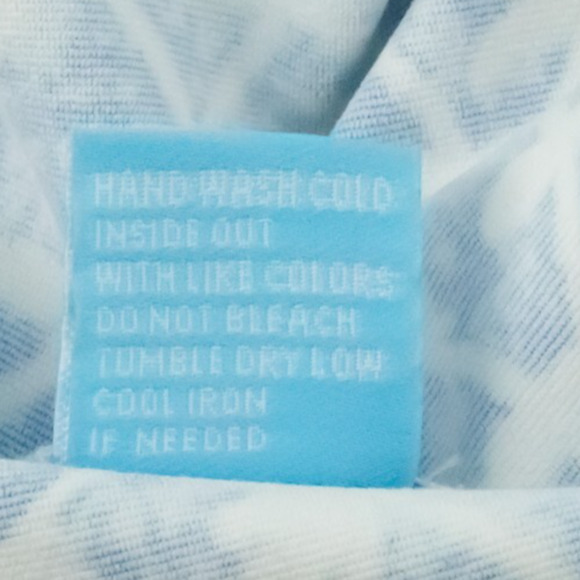 HAND WASH COLD
INSIDE OUT
WITH LIKE COLORS
DO NOT BLEACH
TUMBLE DRY LOW
COOL IRON
IF NEEDED